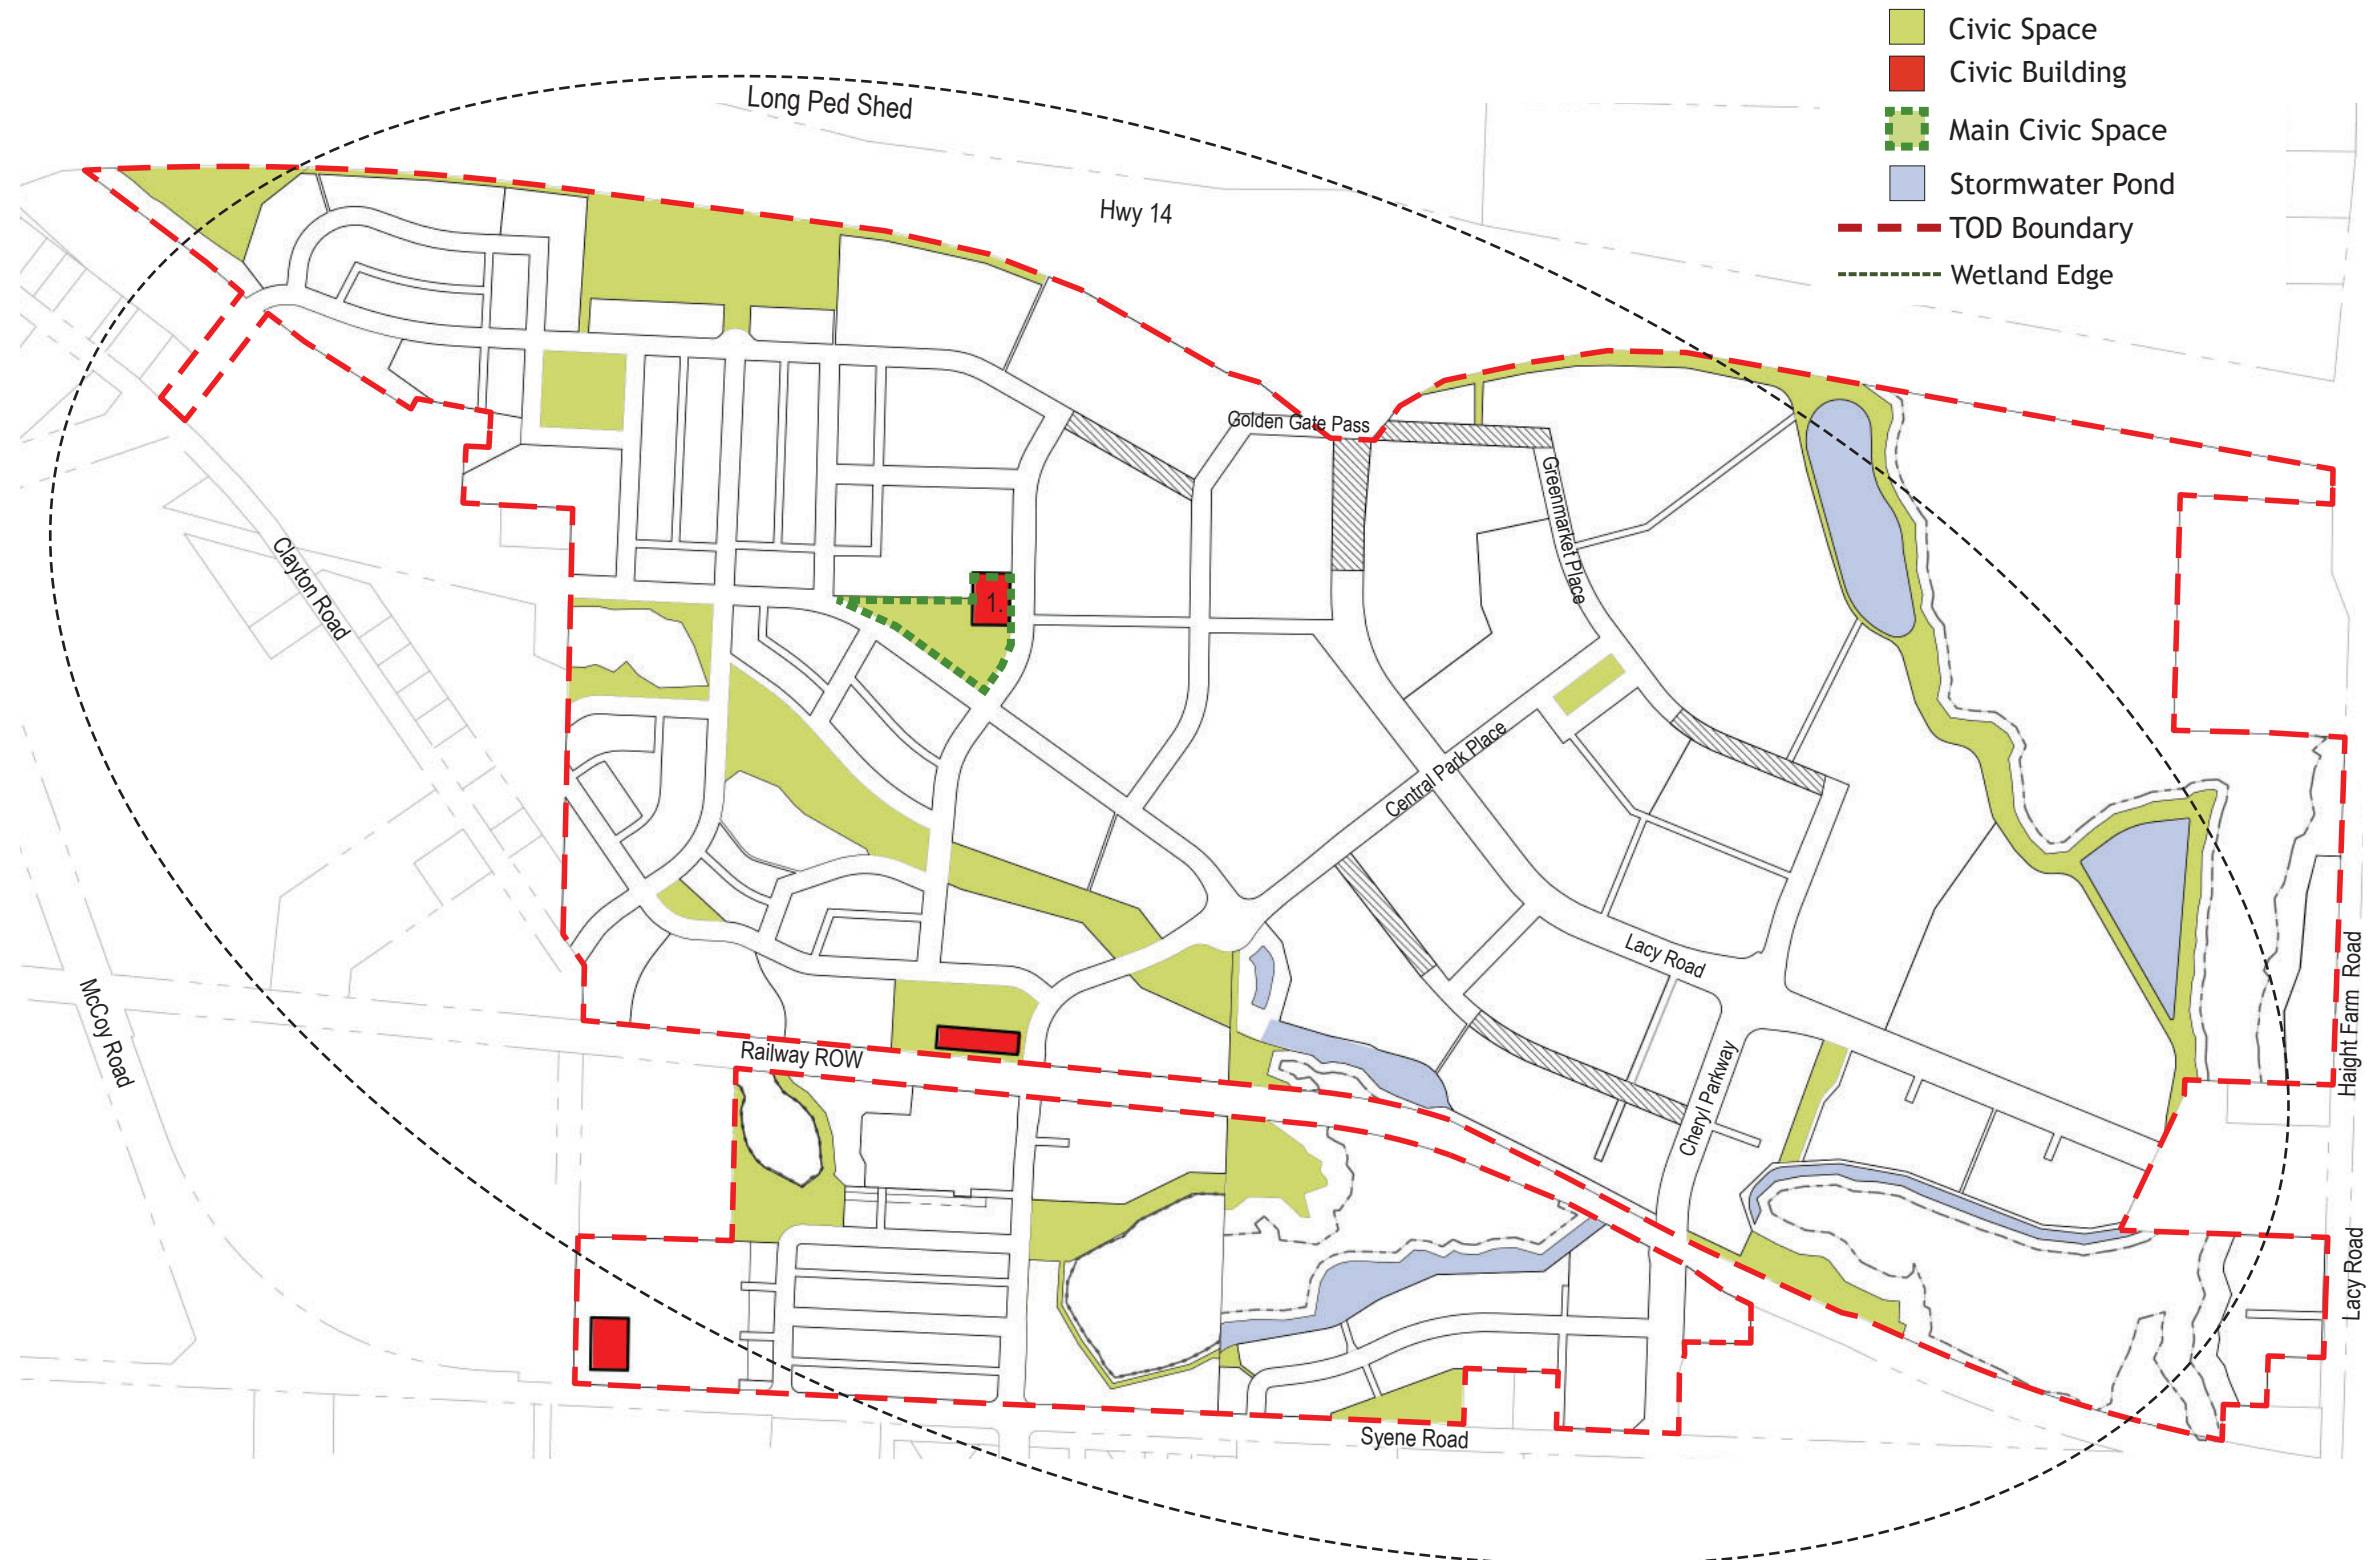 Civic Space
Civic Building
Main Civic Space
Stormwater Pond
TOD Boundary
Wetland Edge
Long Ped Shed
Hwy 14
Golden Gate Pass
Greenmarket Place
Clayton Road
1.
Central Park Place
Lacy Road
McCoy Road
Railway ROW
Cheryl Parkway
Haight Farm Road
Lacy Road
Syene Road